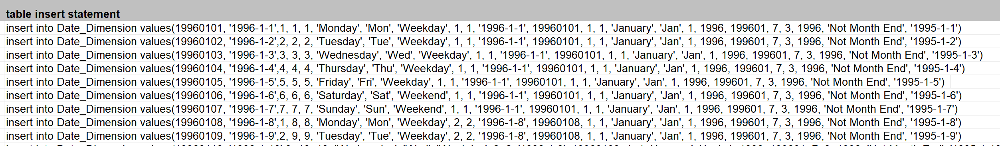 table insert statement
insert into Date_Dimension values(19960101, '1996-1-1',1, 1, 1, 'Monday', 'Mon', 'Weekday', 1, 1, '1996-1-1', 19960101, 1, 1, 'January', 'Jan', 1, 1996, 199601, 7, 3, 1996, 'Not Month End', '1995-1-1')
insert into Date_Dimension values(19960102, '1996-1-2',2, 2, 2, 'Tuesday', 'Tue', 'Weekday', 1, 1, '1996-1-1', 19960101, 1, 1, 'January', 'Jan', 1, 1996, 199601, 7, 3, 1996, 'Not Month End', '1995-1-2')
insert into Date_Dimension values(19960103, '1996-1-3',3, 3, 3, 'Wednesday', 'Wed', 'Weekday', 1, 1, '1996-1-1', 19960101, 1, 1, 'January', 'Jan', 1, 1996, 199601, 7, 3, 1996, 'Not Month End', '1995-1-3')
insert into Date_Dimension values(19960104, '1996-1-4',4, 4, 4, 'Thursday', 'Thu', 'Weekday', 1, 1, '1996-1-1', 19960101, 1, 1, 'January', 'Jan', 1, 1996, 199601, 7, 3, 1996, 'Not Month End', '1995-1-4')
insert into Date_Dimension values(19960105, '1996-1-5',5, 5, 5, 'Friday', 'Fri', 'Weekday', 1, 1, '1996-1-1', 19960101, 1, 1, 'January', 'Jan', 1, 1996, 199601, 7, 3, 1996, 'Not Month End', '1995-1-5')
insert into Date_Dimension values(19960106, '1996-1-6',6, 6, 6, 'Saturday', 'Sat', 'Weekend', 1, 1, '1996-1-1', 19960101, 1, 1, 'January', 'Jan', 1, 1996, 199601, 7, 3, 1996, 'Not Month End', '1995-1-6')
insert into Date_Dimension values(19960107, '1996-1-7',7, 7, 7, 'Sunday', 'Sun', 'Weekend', 1, 1, '1996-1-1', 19960101, 1, 1, 'January', 'Jan', 1, 1996, 199601, 7, 3, 1996, 'Not Month End', '1995-1-7')
insert into Date_Dimension values(19960108, '1996-1-8',1, 8, 8, 'Monday', 'Mon', 'Weekday', 2, 2, '1996-1-8', 19960108, 1, 1, 'January', 'Jan', 1, 1996, 199601, 7, 3, 1996, 'Not Month End', '1995-1-8')
insert into Date_Dimension values(19960109, '1996-1-9',2, 9, 9, 'Tuesday', 'Tue', 'Weekday', 2, 2, '1996-1-8', 19960108, 1, 1, 'January', 'Jan', 1, 1996, 199601, 7, 3, 1996, 'Not Month End', '1995-1-9')